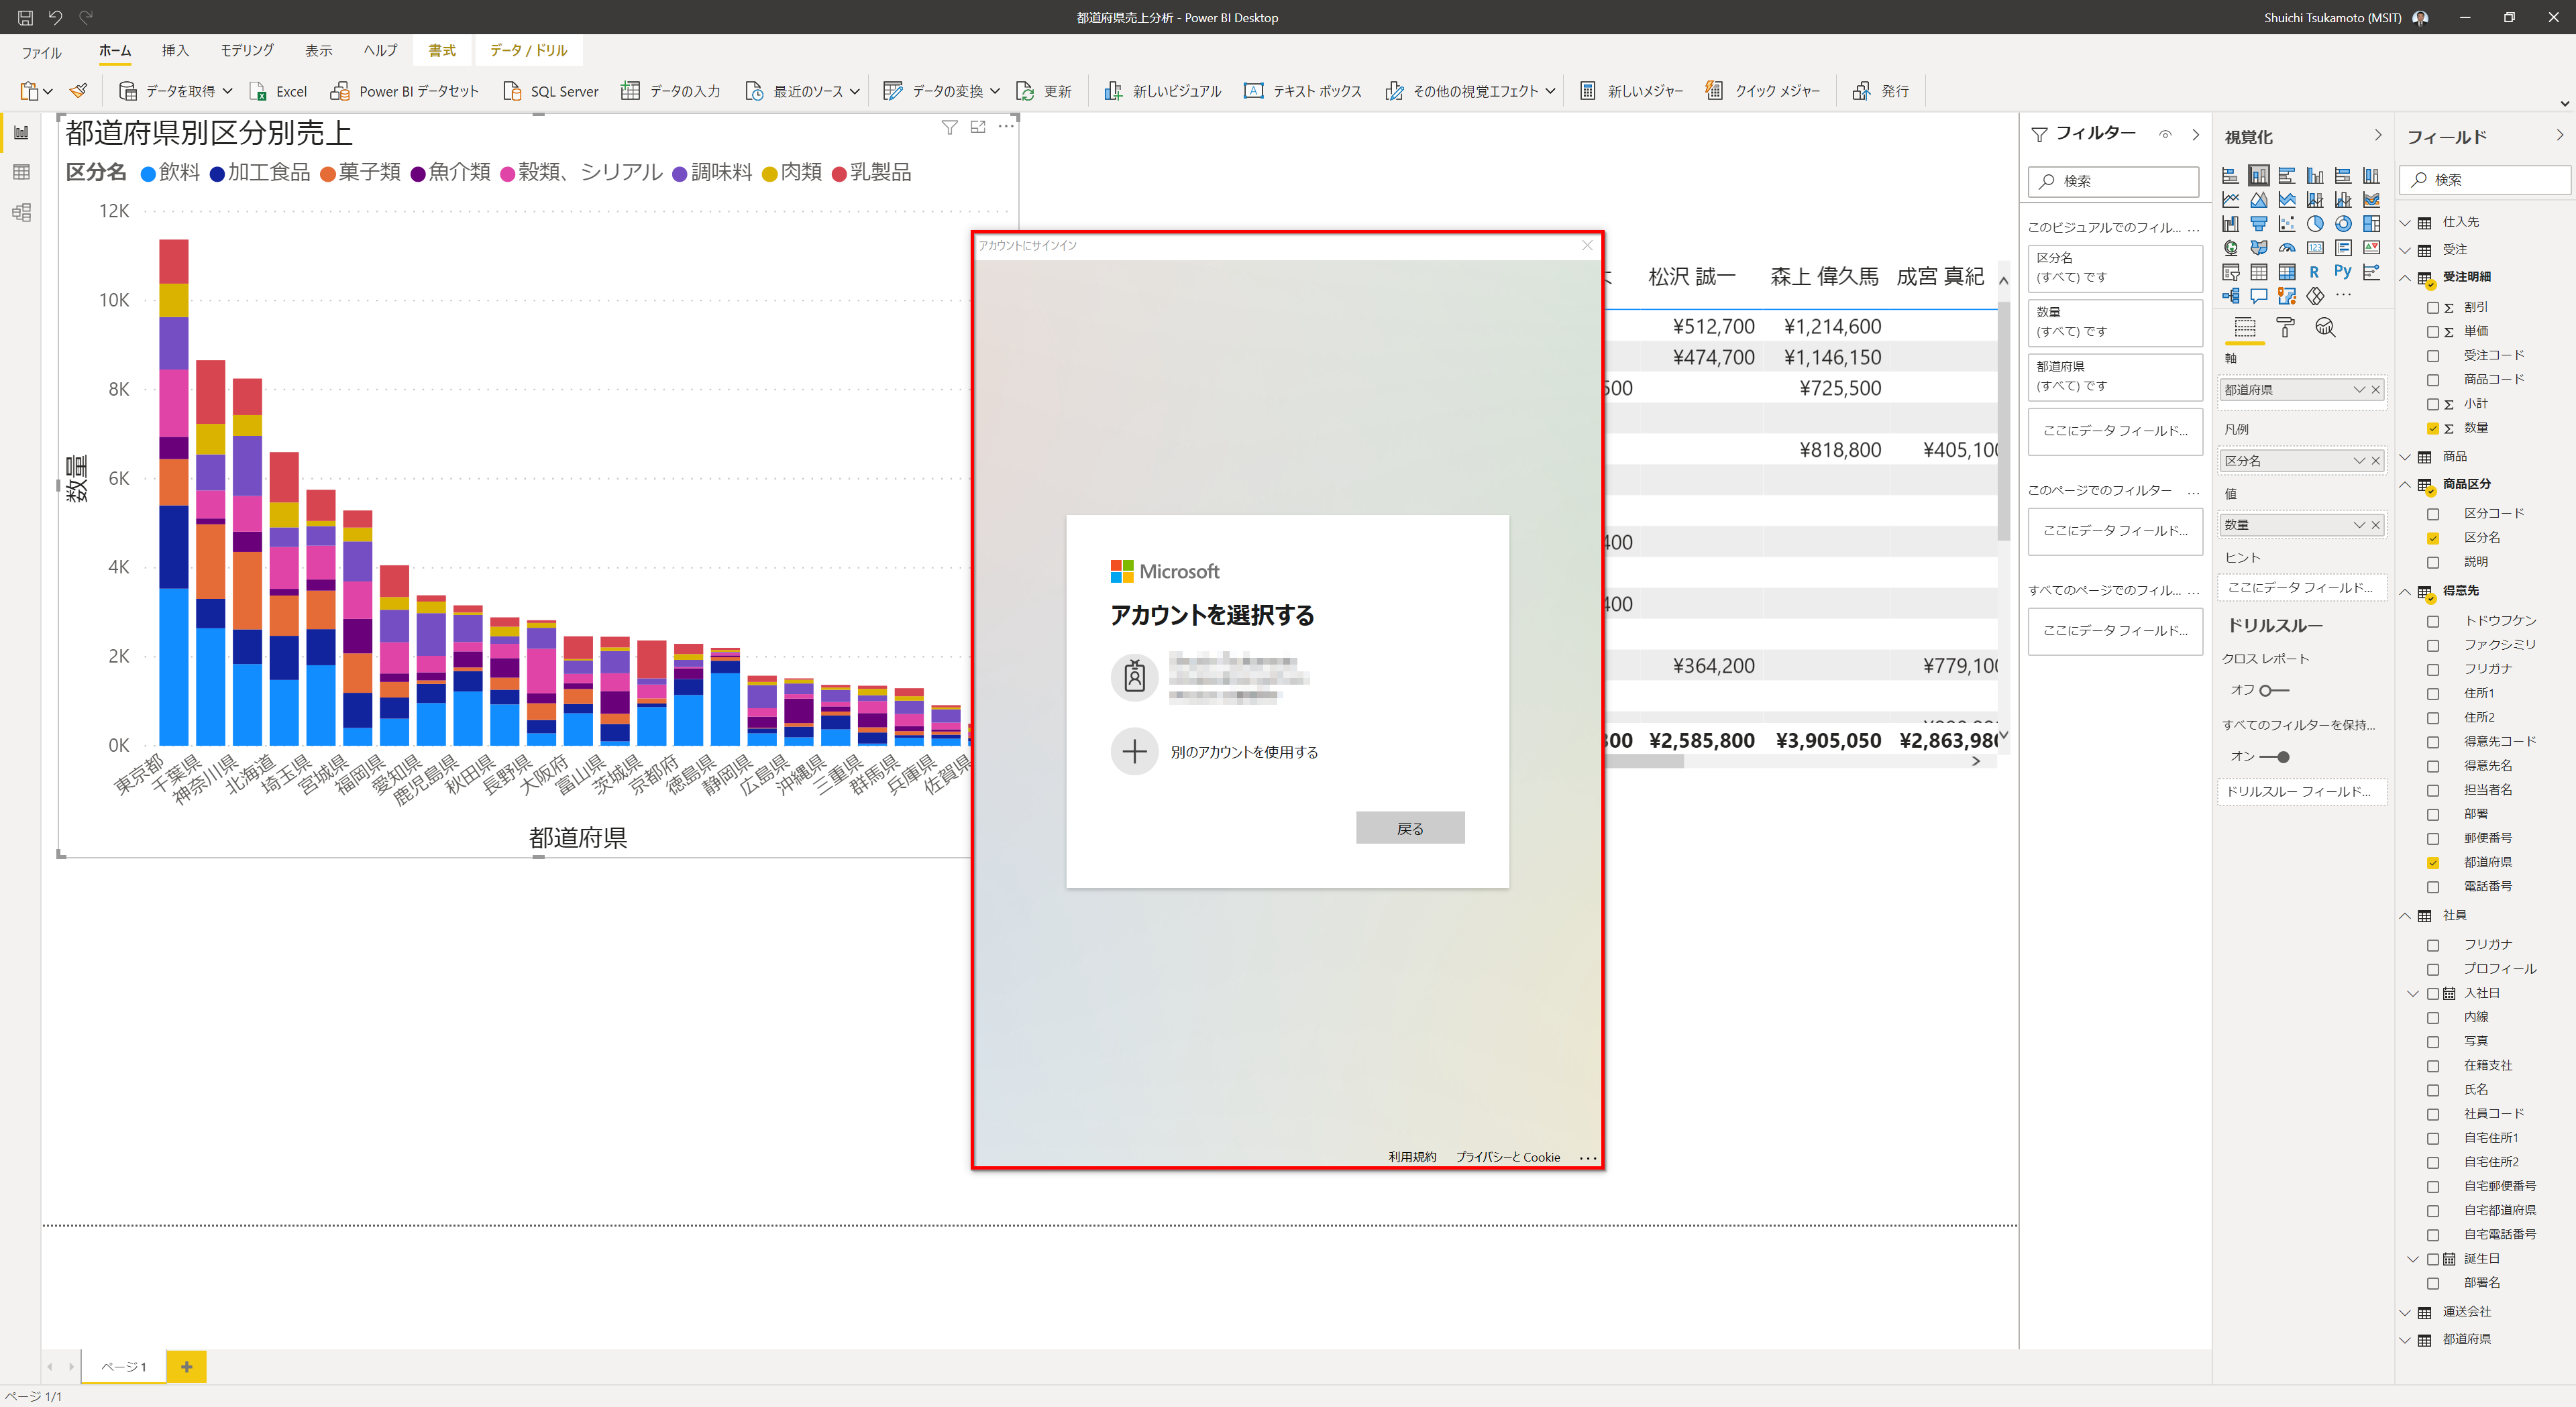 都道府県売上分析 - Power BI Desktop
Shuichi Tsukamoto (MSIT)
ファイル ホーム 挿入 モデリング 表示 ヘルプ 書式 データ / ドリル
データを取得 Excel Power BI データセット SQL Server データの入力 最近のソース データの変換 更新 新しいビジュアル テキスト ボックス その他の視覚エフェクト 新しいメジャー クイック メジャー 発行
都道府県別区分別売上
区分名 飲料 加工食品 菓子類 魚介類 穀類、シリアル 調味料 肉類 乳製品
12K
10K
8K
6K
4K
2K
0K
数量
東京都 千葉県 神奈川県 北海道 埼玉県 宮城県 福岡県 愛知県 鹿児島県 秋田県 長野県 大阪府 富山県 茨城県 京都府 徳島県 静岡県 広島県 沖縄県 三重県 群馬県 兵庫県 佐賀県
都道府県
アカウントにサインイン
Microsoft
アカウントを選択する
別のアカウントを使用する
戻る
利用規約 プライバシーと Cookie ...
松沢 誠一 森上 偉久馬 成宮 真紀
¥512,700 ¥1,214,600
¥474,700 ¥1,146,150
500 ¥725,500
¥818,800 ¥405,100
400
400
¥364,200 ¥779,100
300 ¥2,585,800 ¥3,905,050 ¥2,863,980
フィルター
検索
このビジュアルでのフィル... ...
区分名
(すべて) です
数量
(すべて) です
都道府県
(すべて) です
ここにデータ フィールド...
このページでのフィルター ...
ここにデータ フィールド...
すべてのページでのフィル... ...
ここにデータ フィールド...
視覚化
123
R Py
...
軸
都道府県
凡例
区分名
値
数量
ヒント
ここにデータ フィールド...
ドリルスルー
クロス レポート
オフ
すべてのフィルターを保持...
オン
ドリルスルー フィールド...
フィールド
検索
仕入先
受注
受注明細
割引
単価
受注コード
商品コード
小計
数量
商品
商品区分
区分コード
区分名
説明
得意先
トドウフケン
ファクシミリ
フリガナ
住所1
住所2
得意先コード
得意先名
担当者名
部署
郵便番号
都道府県
電話番号
社員
フリガナ
プロフィール
入社日
内線
写真
在籍支社
氏名
社員コード
自宅住所1
自宅住所2
自宅郵便番号
自宅都道府県
自宅電話番号
誕生日
部署名
運送会社
都道府県
ページ 1
ページ 1/1